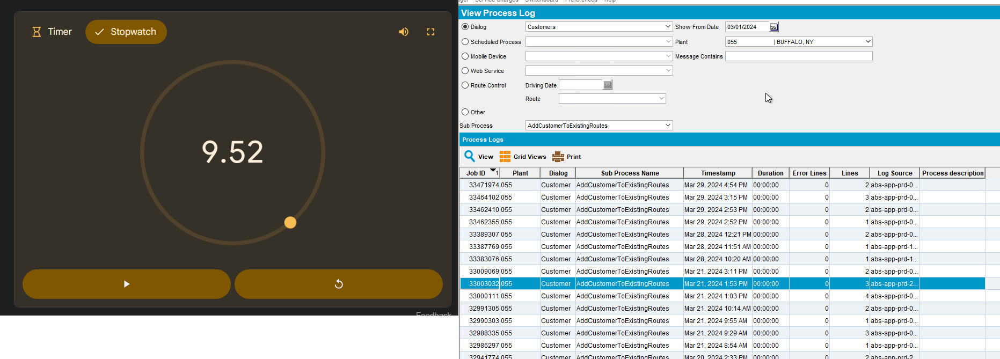 Timer
Stopwatch
9.52
Feedback
ger Service Charges Switchboard Preferences Help
View Process Log
Dialog Customers Show From Date 03/01/2024 16
Scheduled Process Plant 055 | BUFFALO, NY
Mobile Device Message Contains
Web Service
Route Control Driving Date 16
Route
Other
Sub Process AddCustomerToExistingRoutes
Process Logs
View Grid Views Print
Job ID 1 Plant Dialog Sub Process Name Timestamp Duration Error Lines Lines Log Source Process description
33471974 055 Customer AddCustomerToExistingRoutes Mar 29, 2024 4:54 PM 00:00:00 0 2 abs-app-prd-0...
33464102 055 Customer AddCustomerToExistingRoutes Mar 29, 2024 3:15 PM 00:00:00 0 3 abs-app-prd-0...
33462410 055 Customer AddCustomerToExistingRoutes Mar 29, 2024 2:53 PM 00:00:00 0 2 abs-app-prd-0...
33462355 055 Customer AddCustomerToExistingRoutes Mar 29, 2024 2:52 PM 00:00:00 0 1 abs-app-prd-0...
33389307 055 Customer AddCustomerToExistingRoutes Mar 28, 2024 12:21 PM 00:00:00 0 2 abs-app-prd-0...
33387769 055 Customer AddCustomerToExistingRoutes Mar 28, 2024 11:51 AM 00:00:00 0 1 abs-app-prd-1...
33383076 055 Customer AddCustomerToExistingRoutes Mar 28, 2024 10:20 AM 00:00:00 0 1 abs-app-prd-1...
33009069 055 Customer AddCustomerToExistingRoutes Mar 21, 2024 3:11 PM 00:00:00 0 2 abs-app-prd-0...
33003032 055 Customer AddCustomerToExistingRoutes Mar 21, 2024 1:53 PM 00:00:00 0 3 abs-app-prd-2...
33000111 055 Customer AddCustomerToExistingRoutes Mar 21, 2024 1:03 PM 00:00:00 0 4 abs-app-prd-0...
32991305 055 Customer AddCustomerToExistingRoutes Mar 21, 2024 10:14 AM 00:00:00 0 2 abs-app-prd-0...
32990303 055 Customer AddCustomerToExistingRoutes Mar 21, 2024 9:55 AM 00:00:00 0 1 abs-app-prd-0...
32988335 055 Customer AddCustomerToExistingRoutes Mar 21, 2024 9:29 AM 00:00:00 0 3 abs-app-prd-0...
32986297 055 Customer AddCustomerToExistingRoutes Mar 21, 2024 8:54 AM 00:00:00 0 1 abs-app-prd-0...
32941774 055 Customer AddCustomerToExistingRoutes Mar 20, 2024 2:33 PM 00:00:00 0 2 abs-app-prd-2...